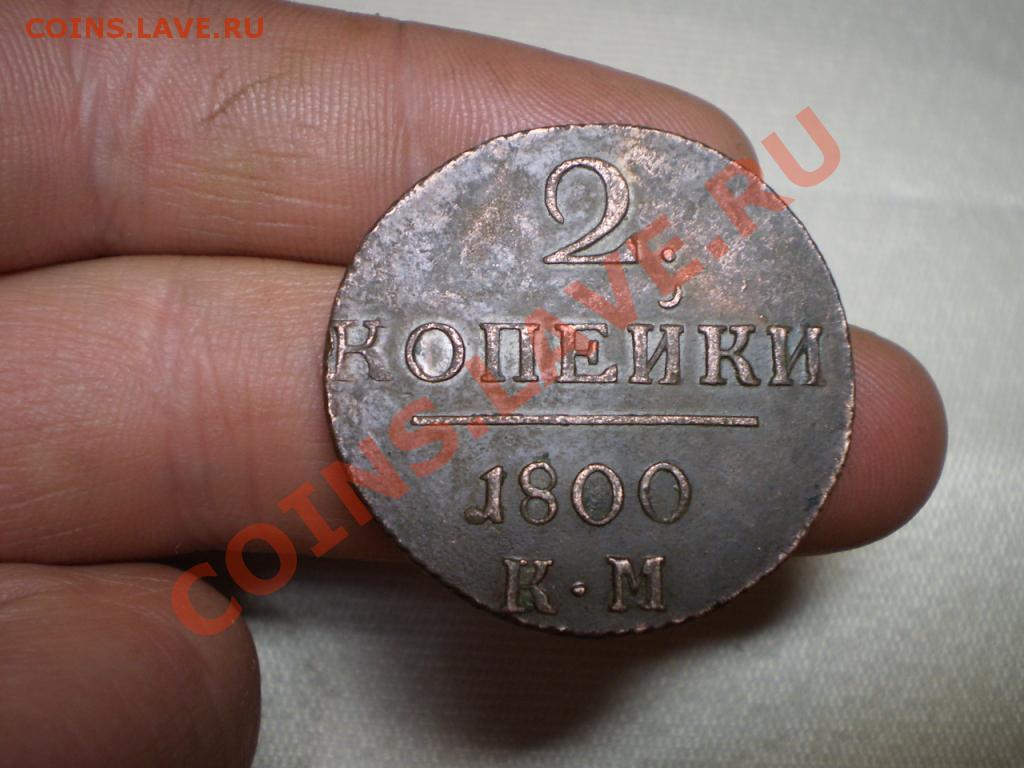 COINS.LAVE.RU
2.
КОПЕЙКИ
1800
К·М
COINS.LAVE.RU